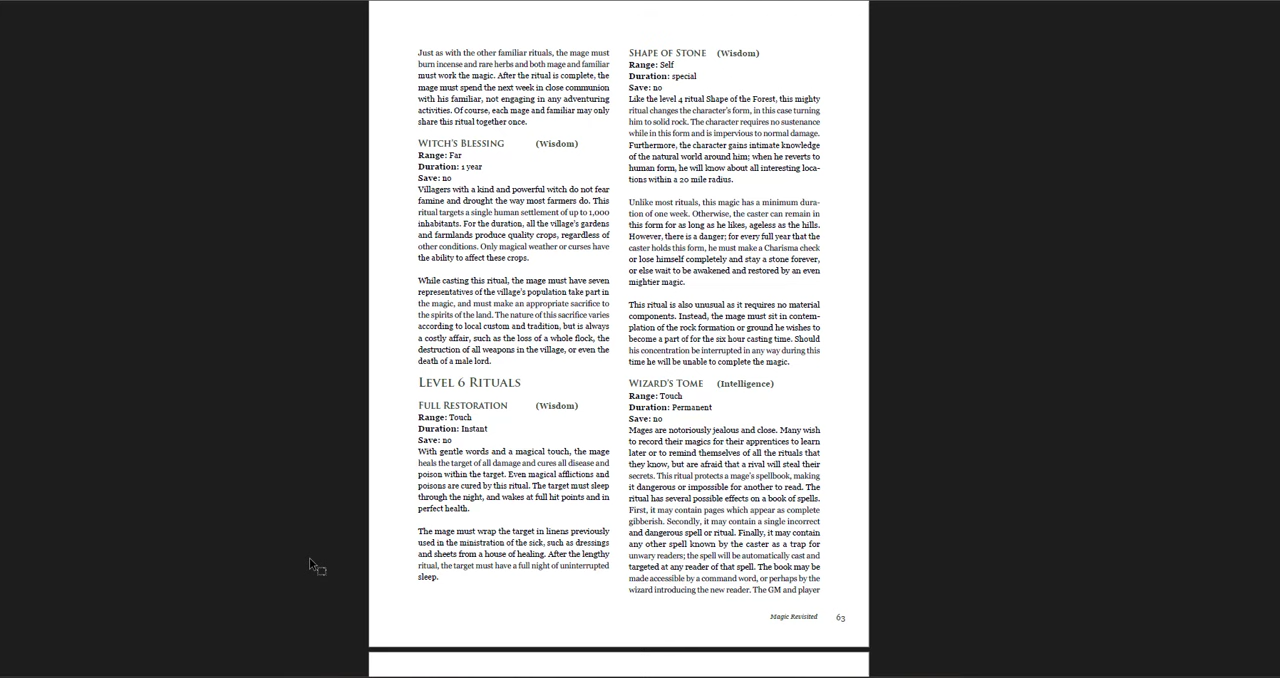 Just as with the other familiar rituals, the mage must
burn incense and rare herbs and both mage and familiar
must work the magic. After the ritual is complete, the
mage must spend the next week in close communion
with his familiar, not engaging in any adventuring
activities. Of course, each mage and familiar may only
share this ritual together once.
Witch's Blessing (Wisdom)
Range: Far
Duration: 1 year
Save: no
Villagers with a kind and powerful witch do not fear
famine and drought the way most farmers do. This
ritual targets a single human settlement of up to 1,000
inhabitants. For the duration, all the village's gardens
and farmlands produce quality crops, regardless of
other conditions. Only magical weather or curses have
the ability to affect these crops.
While casting this ritual, the mage must have seven
representatives of the village's population take part in
the magic, and must make an appropriate sacrifice to
the spirits of the land. The nature of this sacrifice varies
according to local custom and tradition, but is always
a costly affair, such as the loss of a whole flock, the
destruction of all weapons in the village, or even the
death of a male lord.
Level 6 Rituals
Full Restoration (Wisdom)
Range: Touch
Duration: Instant
Save: no
With gentle words and a magical touch, the mage
heals the target of all damage and cures all disease and
poison within the target. Even magical afflictions and
poisons are cured by this ritual. The target must sleep
through the night, and wakes at full hit points and in
perfect health.
The mage must wrap the target in linens previously
used in the ministration of the sick, such as dressings
and sheets from a house of healing. After the lengthy
ritual, the target must have a full night of uninterrupted
sleep.
Shape of Stone (Wisdom)
Range: Self
Duration: special
Save: no
Like the level 4 ritual Shape of the Forest, this mighty
ritual changes the character's form, in this case turning
him to solid rock. The character requires no sustenance
while in this form and is impervious to normal damage.
Furthermore, the character gains intimate knowledge
of the natural world around him; when he reverts to
human form, he will know about all interesting loca-
tions within a 20 mile radius.
Unlike most rituals, this magic has a minimum dura-
tion of one week. Otherwise, the caster can remain in
this form for as long as he likes, ageless as the hills.
However, there is a danger; for every full year that the
caster holds this form, he must make a Charisma check
or lose himself completely and stay a stone forever,
or else wait to be awakened and restored by an even
mightier magic.
This ritual is also unusual as it requires no material
components. Instead, the mage must sit in contem-
plation of the rock formation or ground he wishes to
become a part of for the six hour casting time. Should
his concentration be interrupted in any way during this
time he will be unable to complete the magic.
Wizard's Tome (Intelligence)
Range: Touch
Duration: Permanent
Save: no
Mages are notoriously jealous and close. Many wish
to record their magics for their apprentices to learn
later or to remind themselves of all the rituals that
they know, but are afraid that a rival will steal their
secrets. This ritual protects a mage's spellbook, making
it dangerous or impossible for another to read. The
ritual has several possible effects on a book of spells.
First, it may contain pages which appear as complete
gibberish. Secondly, it may contain a single incorrect
and dangerous spell or ritual. Finally, it may contain
any other spell known by the caster as a trap for
unwary readers; the spell will be automatically cast and
targeted at any reader of that spell. The book may be
made accessible by a command word, or perhaps by the
wizard introducing the new reader. The GM and player
Magic Revisited 63